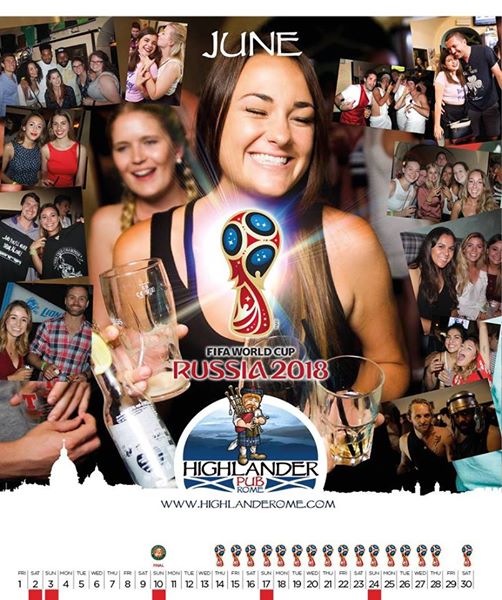 JUNE
FIFA WORLD CUP
RUSSIA 2018
HIGHLANDER
PUB
ROME
WWW.HIGHLANDEROME.COM
FINAL
FRI SAT SUN MON TUE WED THU FRI SAT SUN MON TUE WED THU FRI SAT SUN MON TUE WED THU FRI SAT SUN MON TUE WED THU FRI SAT
1 2 3 4 5 6 7 8 9 10 11 12 13 14 15 16 17 18 19 20 21 22 23 24 25 26 27 28 29 30